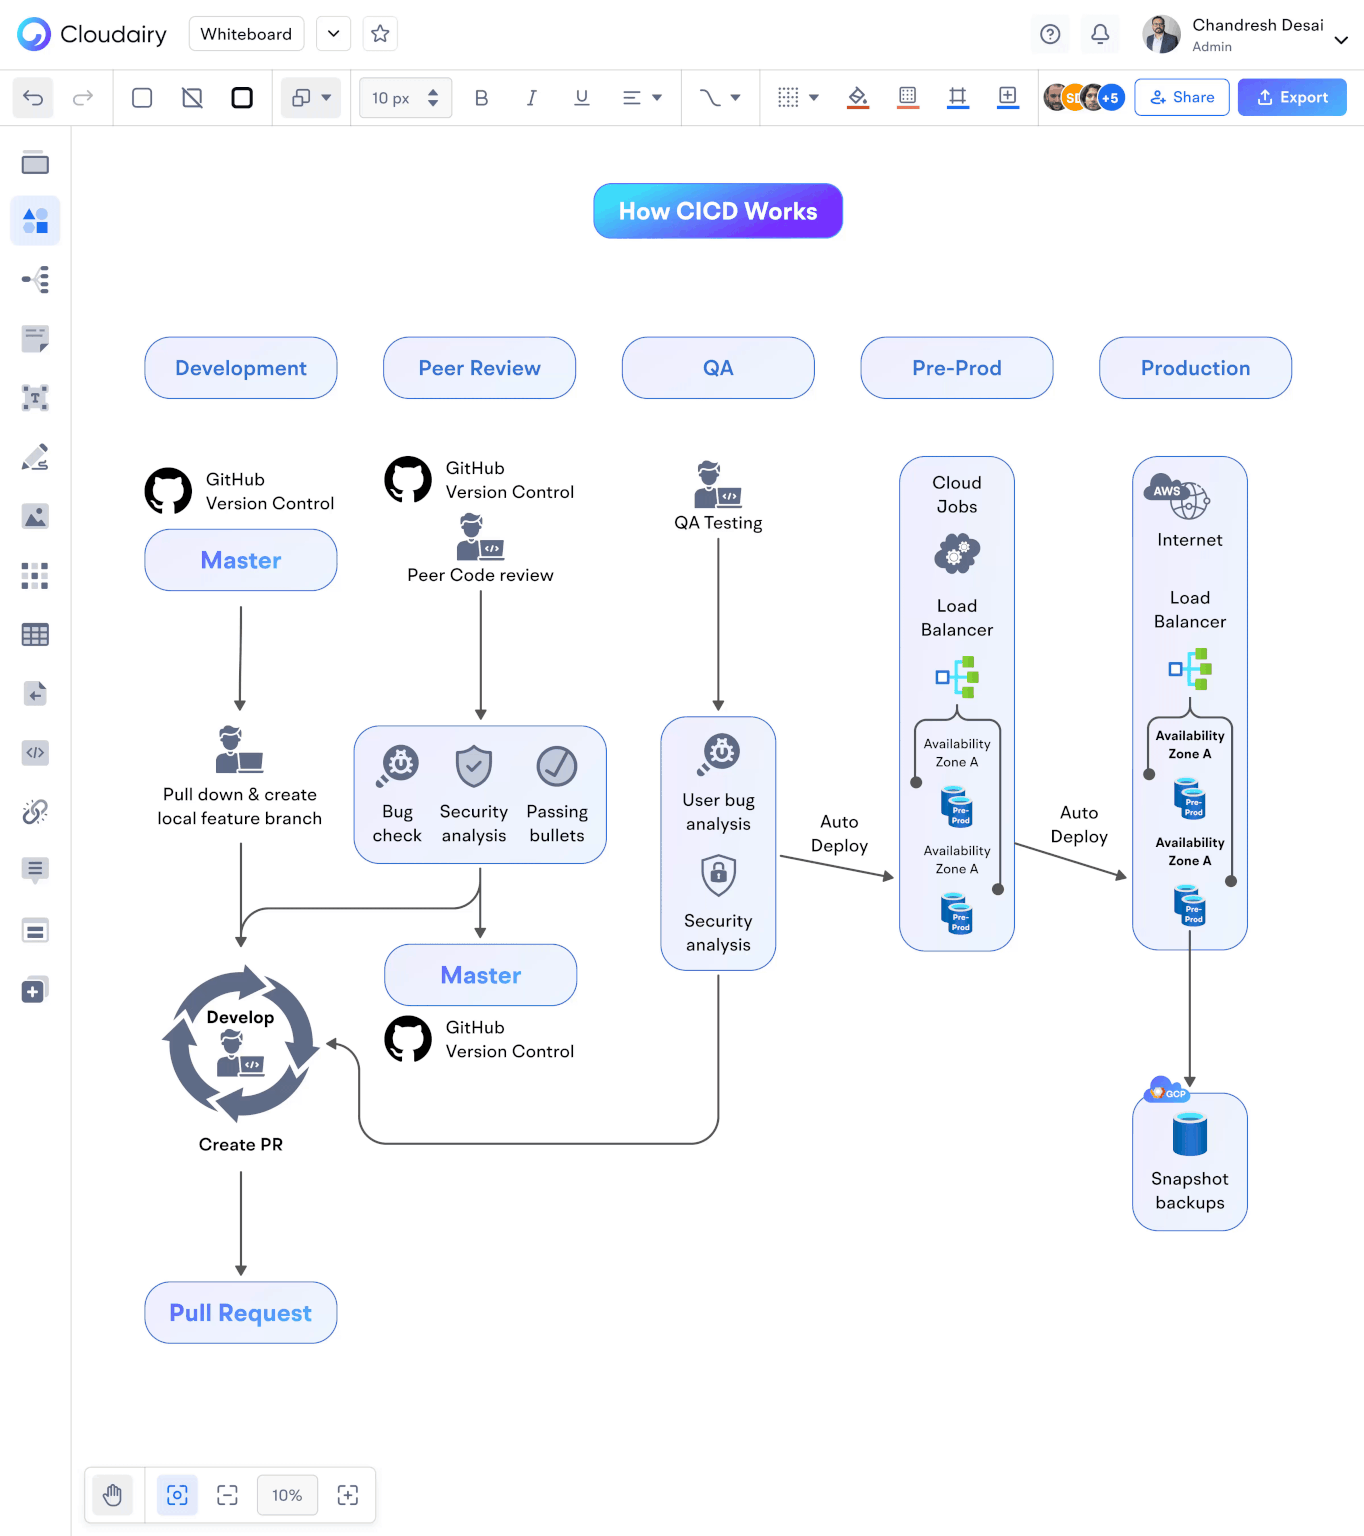 Cloudairy
Whiteboard
Chandresh Desai
Admin
10 px
B
I
U
+5
Share
Export
T
How CICD Works
Development
Peer Review
QA
Pre-Prod
Production
GitHub
Version Control
Master
Pull down & create
local feature branch
Develop
Create PR
Pull Request
GitHub
Version Control
Peer Code review
Bug
check
Security
analysis
Passing
bullets
Master
GitHub
Version Control
QA Testing
User bug
analysis
Security
analysis
Auto
Deploy
Cloud
Jobs
Load
Balancer
Availability
Zone A
Pre-
Prod
Availability
Zone A
Pre-
Prod
Auto
Deploy
AWS
Internet
Load
Balancer
Availability
Zone A
Pre-
Prod
Availability
Zone A
Pre-
Prod
GCP
Snapshot
backups
10%